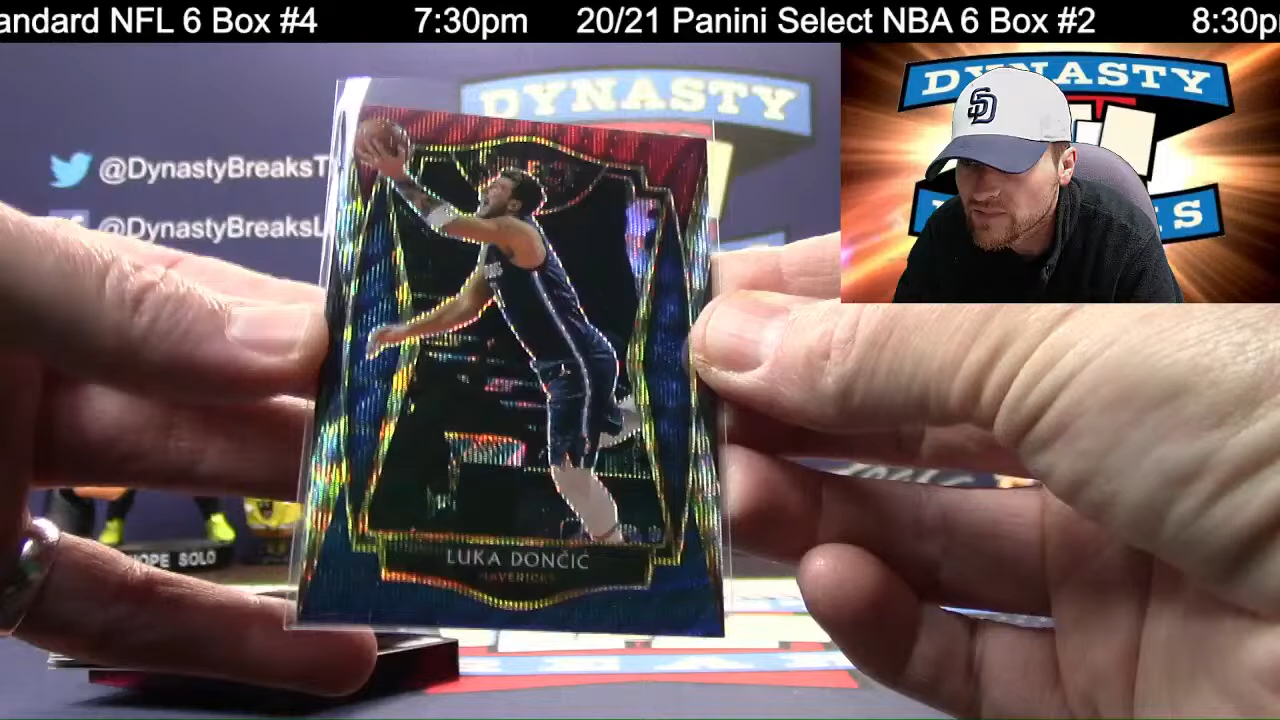 andard NFL 6 Box #4 7:30pm 20/21 Panini Select NBA 6 Box #2 8:30p
DYNASTY
DYNASTY
@DynastyBreaksT
@DynastyBreaksL
S
OPE SOLO
LUKA DONČIĆ
MAVERICKS